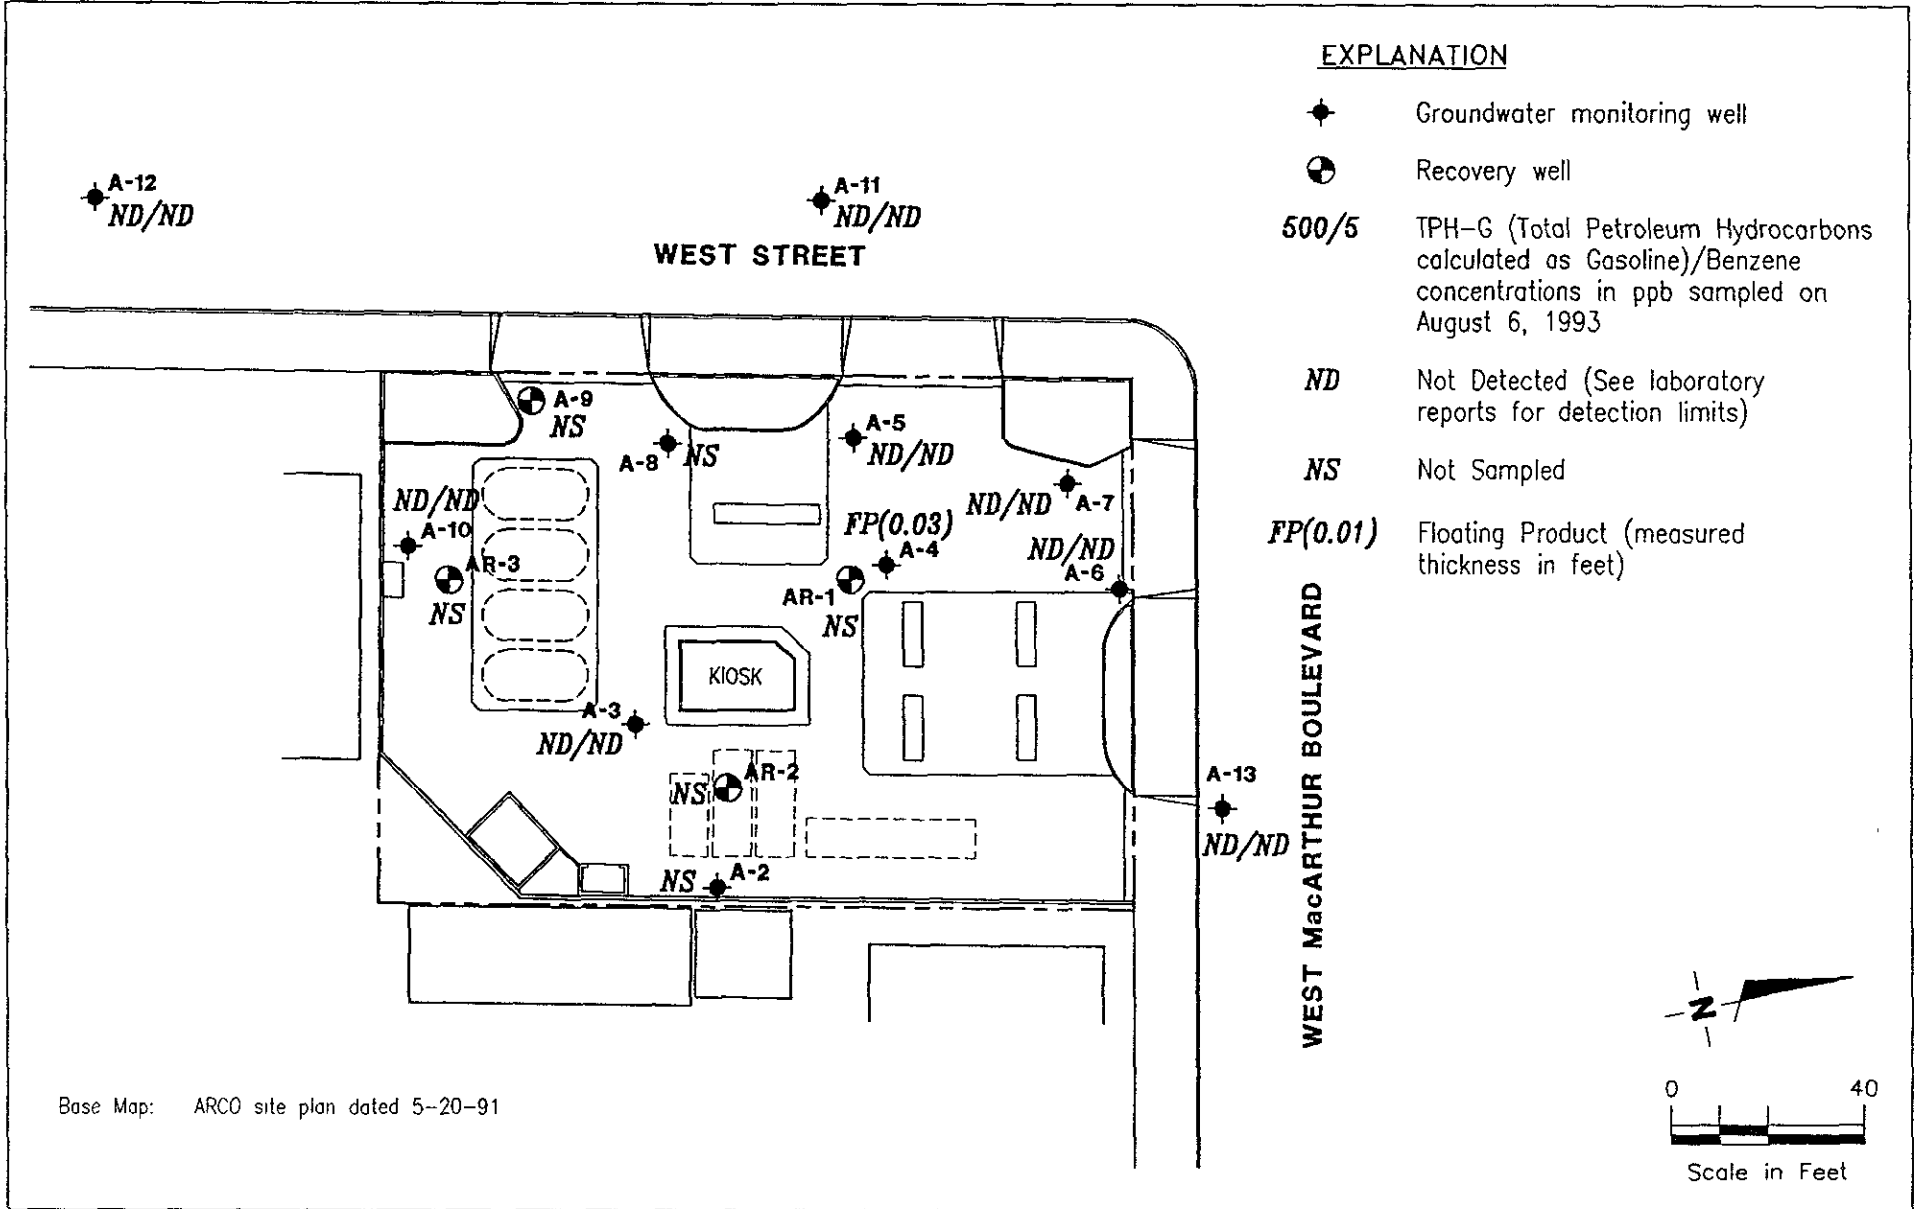 EXPLANATION
Groundwater monitoring well
Recovery well
500/5 TPH-G (Total Petroleum Hydrocarbons
calculated as Gasoline)/Benzene
concentrations in ppb sampled on
August 6, 1993
ND Not Detected (See laboratory
reports for detection limits)
NS Not Sampled
FP(0.01) Floating Product (measured
thickness in feet)
A-12
ND/ND
A-11
ND/ND
WEST STREET
A-9
NS
A-8 NS
A-5
ND/ND
ND/ND
A-10
ND/ND
A-7
FP(0.03)
A-4
ND/ND
A-6
AR-3
NS
AR-1
NS
KIOSK
A-3
ND/ND
AR-2
NS
A-13
ND/ND
NS A-2
WEST MacARTHUR BOULEVARD
N
0 40
Scale in Feet
Base Map: ARCO site plan dated 5-20-91